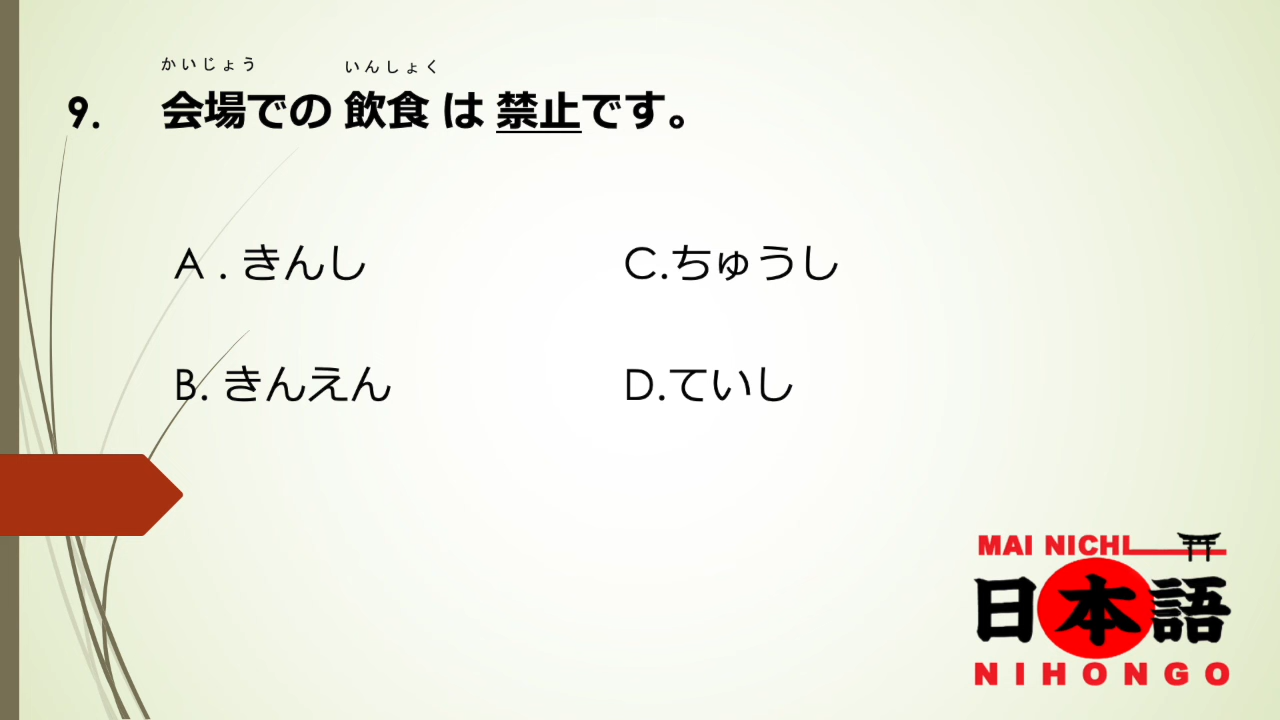 かいじょう いんしょく
9. 会場での 飲食 は 禁止です。
A . きんし C.ちゅうし
B. きんえん D.ていし
MAI NICHI
日本語
NIHONGO